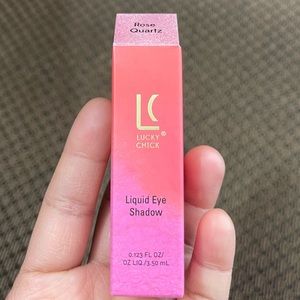 Rose
Quartz
LC®
LUCKY
CHICK
Liquid Eye
Shadow
0.123 FL OZ/
OZ LIQ /3.50 mL